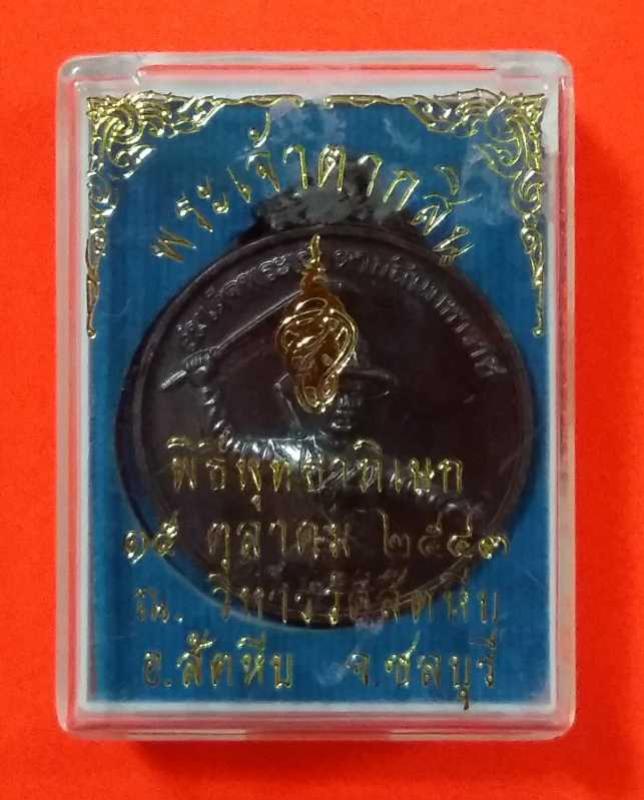 พระเจ้าตากสิน
พิธีพุทธาภิเษก
๑๕ ตุลาคม ๒๕๔๓
ณ. วิหารวัดสัตหีบ
อ.สัตหีบ จ.ชลบุรี